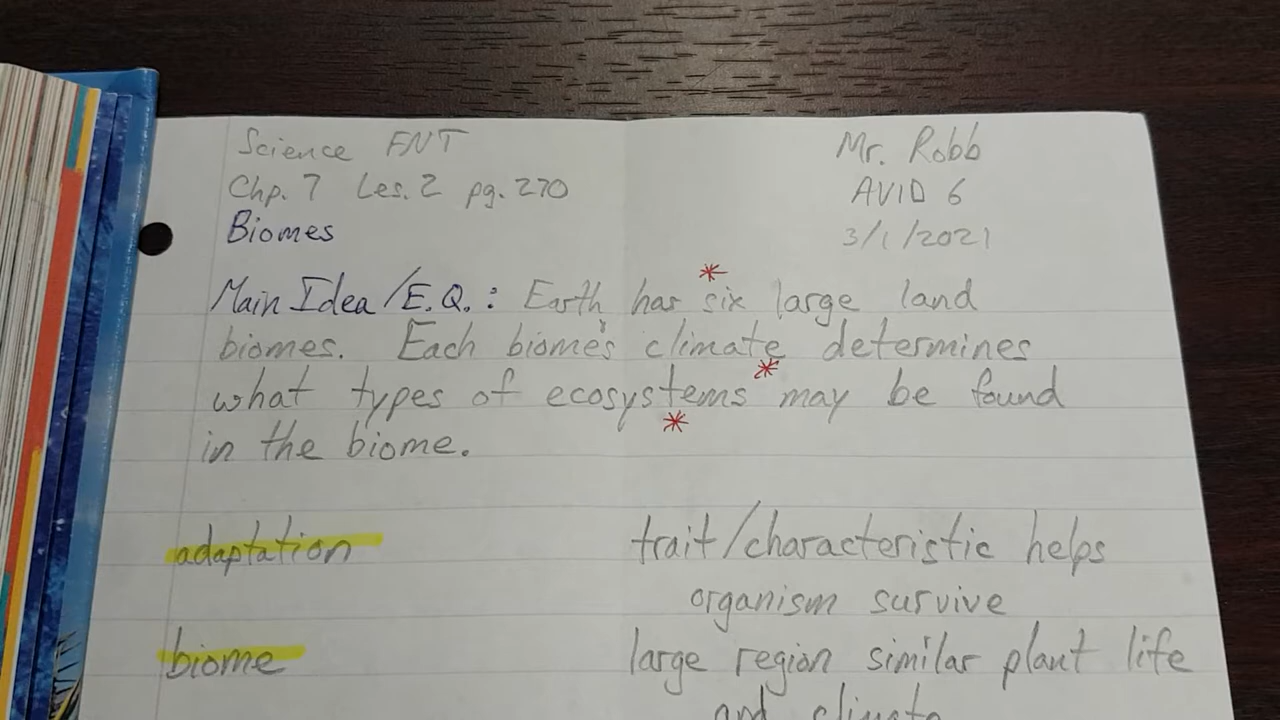 Science FNT
Mr. Robb
Chp. 7 Les. 2 pg. 270
AVID 6
Biomes
3/1/2021
Main Idea/E.Q.: Earth has six large land
biomes. Each biome's climate determines
what types of ecosystems may be found
in the biome.
adaptation
trait/characteristic helps
organism survive
biome
large region similar plant life
and climate